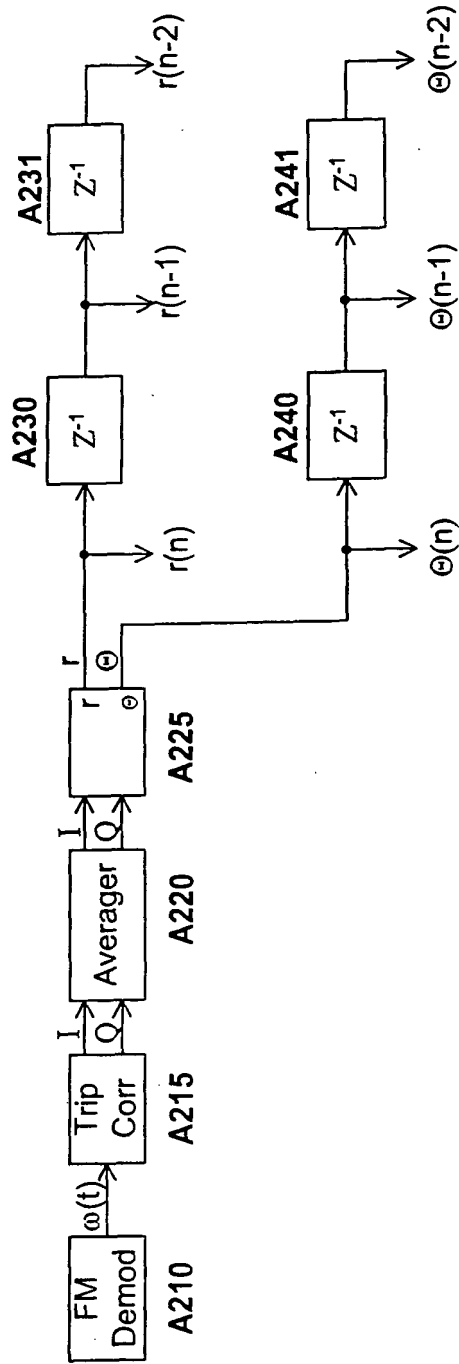 FM
Demod
A210
ω(t)
Trip
Corr
A215
I
Q
Averager
A220
I
Q
r
Θ
A225
r
Θ
r(n)
A230
Z⁻¹
r(n-1)
A231
Z⁻¹
r(n-2)
Θ(n)
A240
Z⁻¹
Θ(n-1)
A241
Z⁻¹
Θ(n-2)